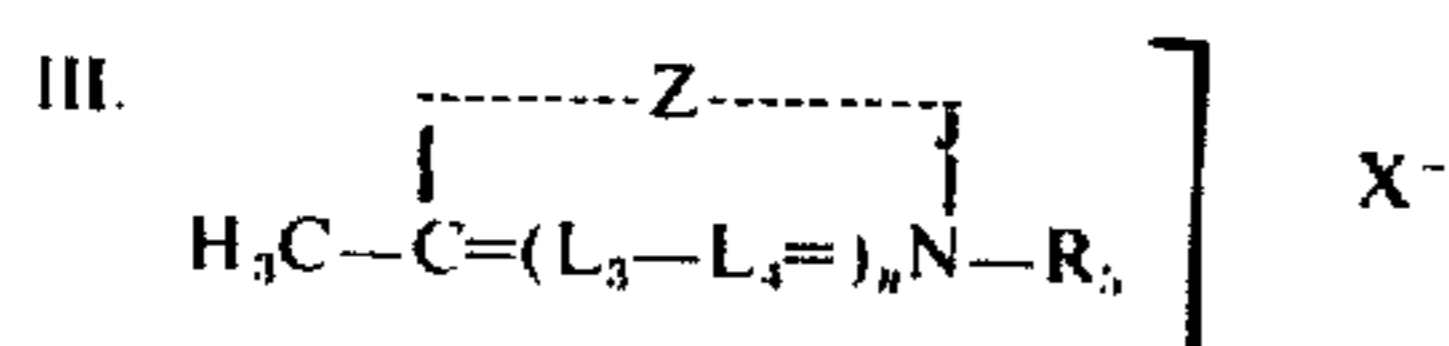 III.
Z
H₃C—C=(L₃—L₄=)ₙN—R₅ ] X⁻